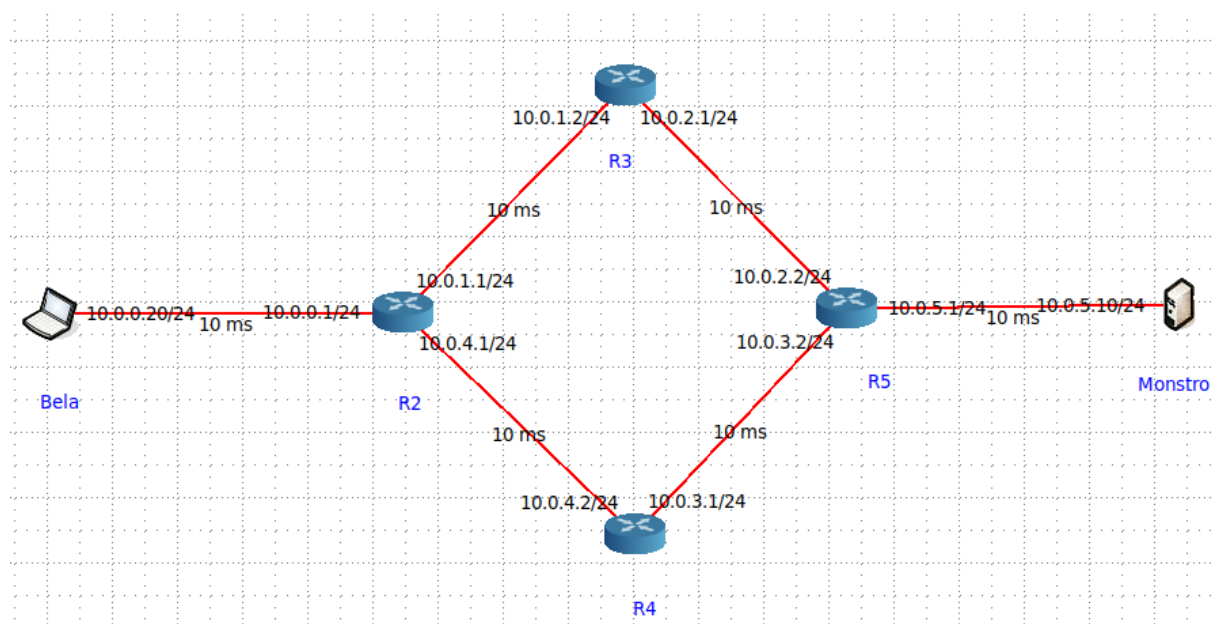 10.0.1.2/24
10.0.2.1/24
R3
10 ms
10 ms
10.0.1.1/24
10.0.2.2/24
10.0.0.20/24
10 ms
10.0.0.1/24
10.0.5.1/24
10 ms
10.0.5.10/24
10.0.4.1/24
10.0.3.2/24
Bela
R2
R5
Monstro
10 ms
10 ms
10.0.4.2/24
10.0.3.1/24
R4